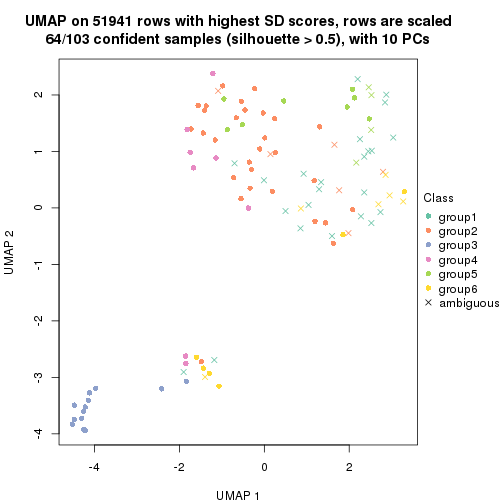 UMAP on 51941 rows with highest SD scores, rows are scaled
64/103 confident samples (silhouette > 0.5), with 10 PCs
2
1
0
-1
-2
-3
-4
UMAP 2
-4
-2
0
2
UMAP 1
Class
group1
group2
group3
group4
group5
group6
ambiguous